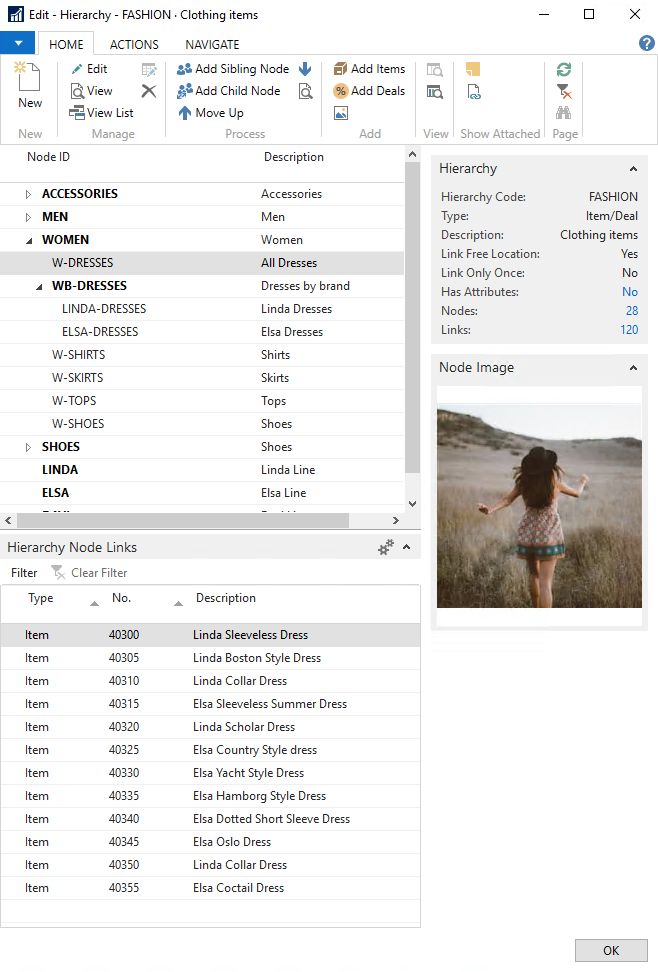 Edit - Hierarchy - FASHION · Clothing items
HOME ACTIONS NAVIGATE
New
Edit
View
View List
Add Sibling Node
Add Child Node
Move Up
Add Items
Add Deals
New Manage Process Add View Show Attached Page
Node ID Description
ACCESSORIES Accessories
MEN Men
WOMEN Women
W-DRESSES All Dresses
WB-DRESSES Dresses by brand
LINDA-DRESSES Linda Dresses
ELSA-DRESSES Elsa Dresses
W-SHIRTS Shirts
W-SKIRTS Skirts
W-TOPS Tops
W-SHOES Shoes
SHOES Shoes
LINDA Linda Line
ELSA Elsa Line
Hierarchy
Hierarchy Code: FASHION
Type: Item/Deal
Description: Clothing items
Link Free Location: Yes
Link Only Once: No
Has Attributes: No
Nodes: 28
Links: 120
Node Image
Hierarchy Node Links
Filter Clear Filter
Type No. Description
Item 40300 Linda Sleeveless Dress
Item 40305 Linda Boston Style Dress
Item 40310 Linda Collar Dress
Item 40315 Elsa Sleeveless Summer Dress
Item 40320 Linda Scholar Dress
Item 40325 Elsa Country Style dress
Item 40330 Elsa Yacht Style Dress
Item 40335 Elsa Hamborg Style Dress
Item 40340 Elsa Dotted Short Sleeve Dress
Item 40345 Elsa Oslo Dress
Item 40350 Linda Collar Dress
Item 40355 Elsa Coctail Dress
OK